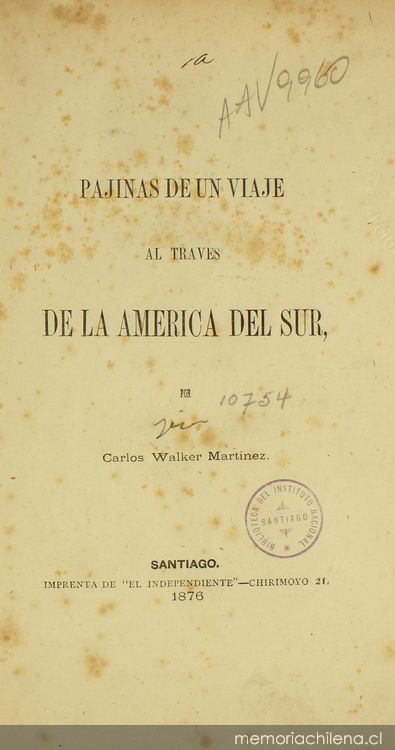 AAV9960
PAJINAS DE UN VIAJE
AL TRAVES
DE LA AMERICA DEL SUR,
POR
10754
Carlos Walker Martinez.
BIBLIOTECA DEL INSTITUTO NACIONAL
SANTIAGO
SANTIAGO.
IMPRENTA DE "EL INDEPENDIENTE"—CHIRIMOYO 21.
1876
memoriachilena.cl